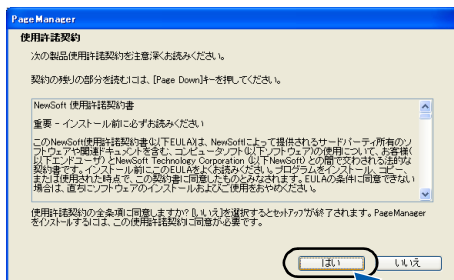 PageManager
使用許諾契約
次の製品使用許諾契約を注意深くお読みください。
契約の残りの部分を読むには、[Page Down]キーを押してください。
NewSoft 使用許諾契約書
重要 - インストール前に必ずお読みください
このNewSoft使用許諾契約書(以下EULA)は、NewSoftによって提供されるサードパーティ所有のソ
フトウェアや関連ドキュメントを含む、コンピュータソフト(以下ソフトウェア)の使用について、お客様(
以下エンドユーザ)とNewSoft Technology Corporation (以下NewSoft) との間で交わされる法的な
契約書です。インストール前にこのEULAをよくお読みください。プログラムをインストール、コピー、
または使用された時点で、この契約書に同意したものとみなされます。EULAの条件に同意できない
場合は、直ちにソフトウェアのインストールおよびご使用をおやめください。
使用許諾契約の全条項に同意しますか? [いいえ]を選択するとセットアップが終了されます。PageManager
をインストールするには、この使用許諾契約に同意が必要です。
はい
いいえ